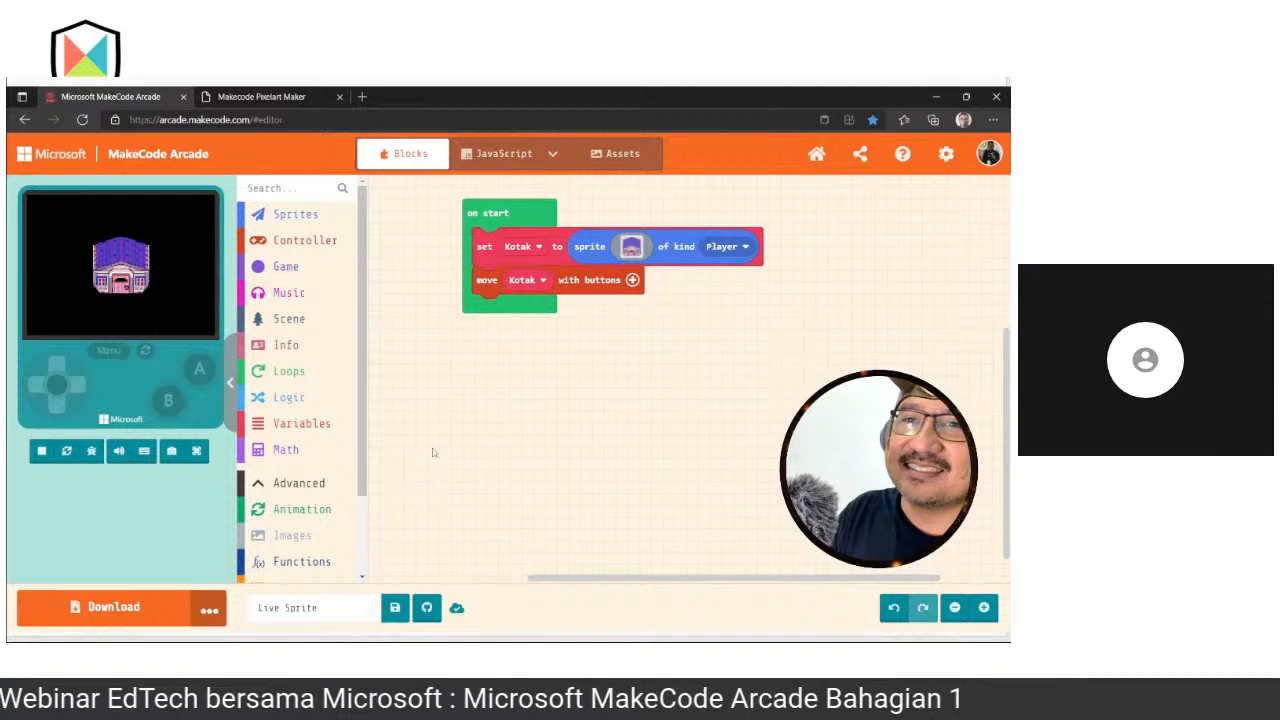 Microsoft MakeCode Arcade
Makecode Pixelart Maker
https://arcade.makecode.com/#editor
Microsoft | MakeCode Arcade
Blocks
JavaScript
Assets
Search...
Sprites
Controller
Game
Music
Scene
Info
Loops
Logic
Variables
Math
Advanced
Animation
Images
Functions
on start
set Kotak to sprite of kind Player
move Kotak with buttons
Menu
A
B
Microsoft
Download
Live Sprite
Webinar EdTech bersama Microsoft : Microsoft MakeCode Arcade Bahagian 1